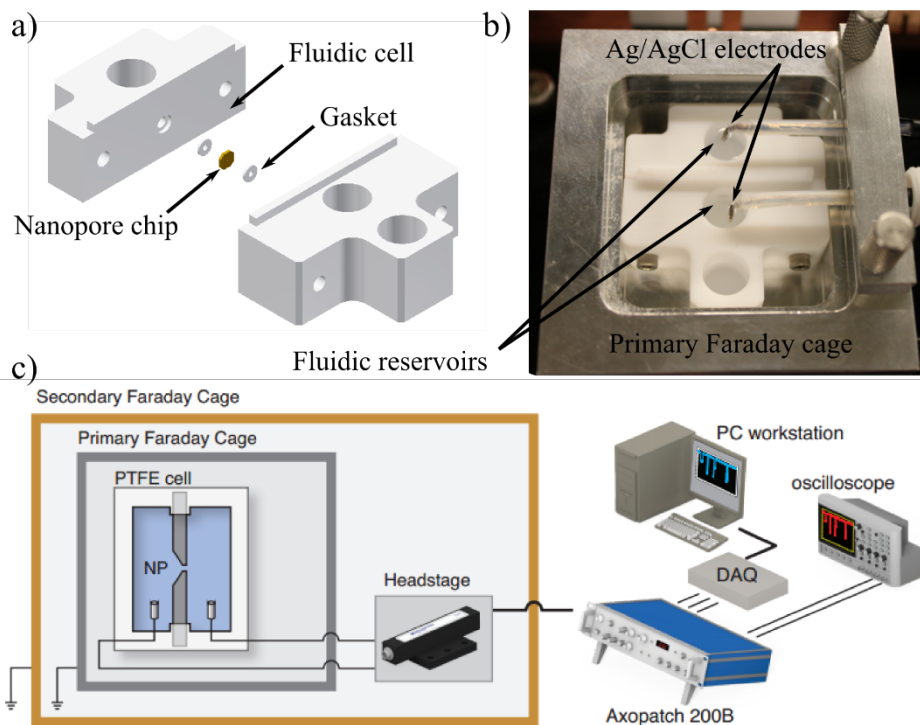 a)
Fluidic cell
Gasket
Nanopore chip
b)
Ag/AgCl electrodes
Fluidic reservoirs
Primary Faraday cage
c)
Secondary Faraday Cage
Primary Faraday Cage
PTFE cell
NP
Headstage
PC workstation
oscilloscope
DAQ
Axopatch 200B